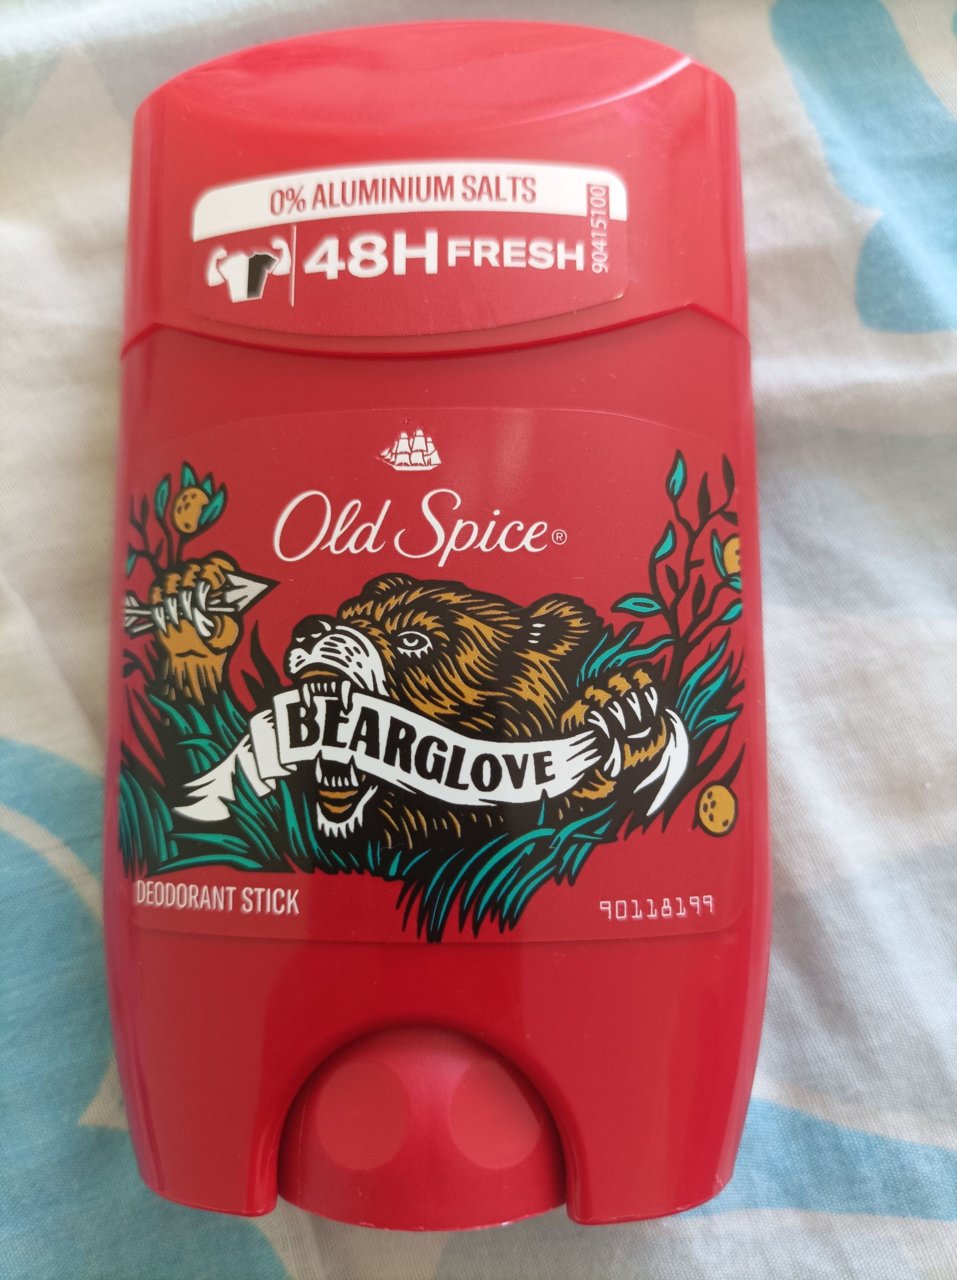 0% ALUMINIUM SALTS
48H FRESH
90415100
Old Spice®
BEARGLOVE
DEODORANT STICK
90118199